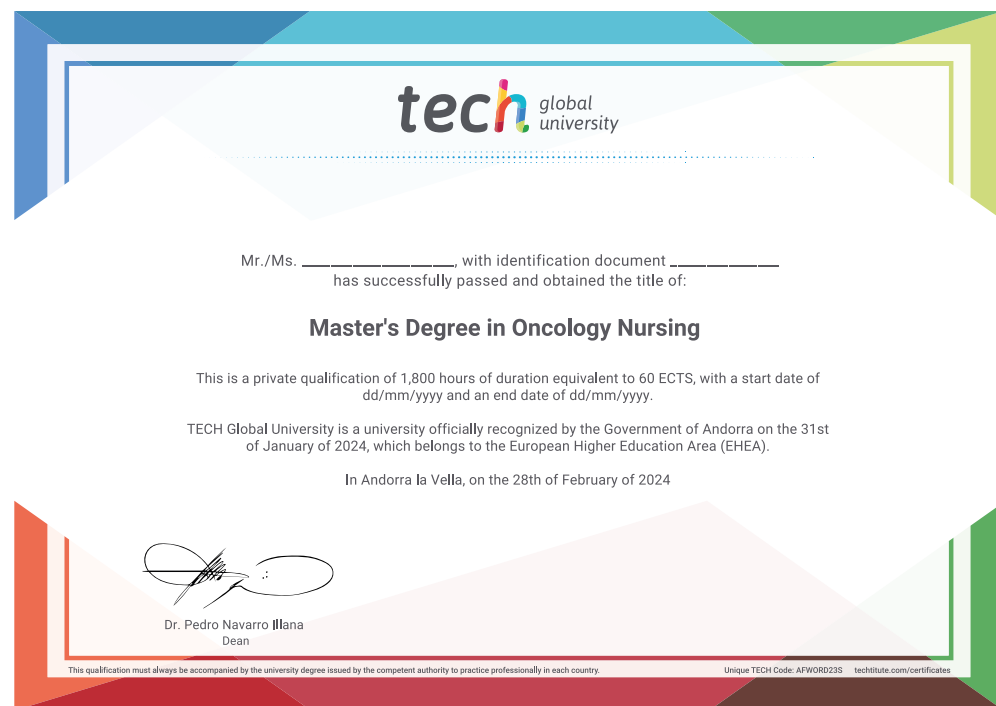 tech global university
Mr./Ms. ____________________, with identification document ______________
has successfully passed and obtained the title of:
Master's Degree in Oncology Nursing
This is a private qualification of 1,800 hours of duration equivalent to 60 ECTS, with a start date of
dd/mm/yyyy and an end date of dd/mm/yyyy.
TECH Global University is a university officially recognized by the Government of Andorra on the 31st
of January of 2024, which belongs to the European Higher Education Area (EHEA).
In Andorra la Vella, on the 28th of February of 2024
Dr. Pedro Navarro Illana
Dean
This qualification must always be accompanied by the university degree issued by the competent authority to practice professionally in each country. Unique TECH Code: AFWORD23S techtitute.com/certificates